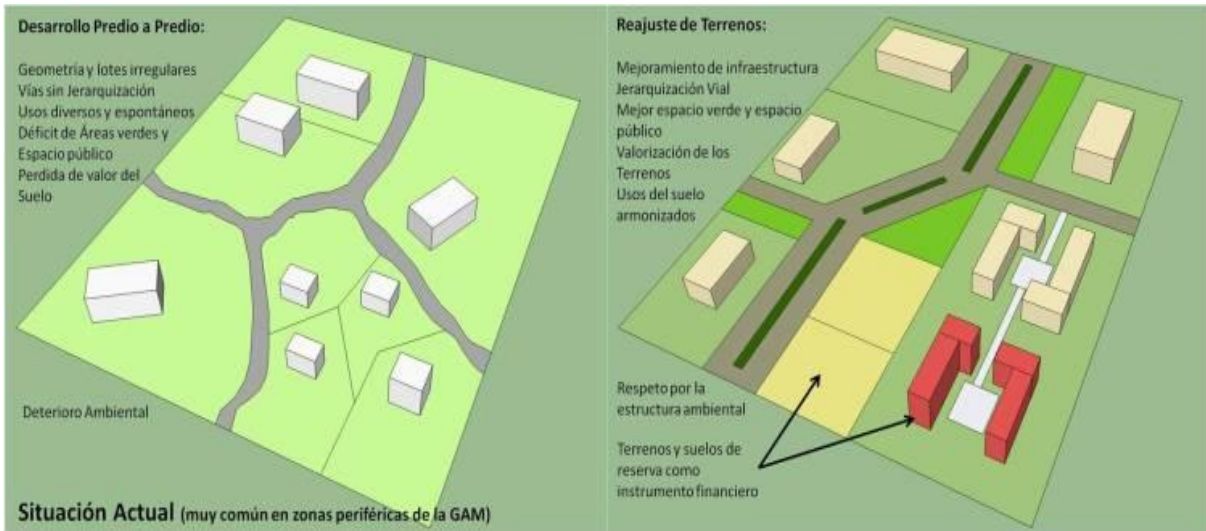 Desarrollo Predio a Predio:
Geometría y lotes irregulares
Vías sin Jerarquización
Usos diversos y espontáneos
Déficit de Áreas verdes y
Espacio público
Perdida de valor del
Suelo
Deterioro Ambiental
Situación Actual (muy común en zonas periféricas de la GAM)
Reajuste de Terrenos:
Mejoramiento de infraestructura
Jerarquización Vial
Mejor espacio verde y espacio
público
Valorización de los
Terrenos
Usos del suelo
armonizados
Respeto por la
estructura ambiental
Terrenos y suelos de
reserva como
instrumento financiero